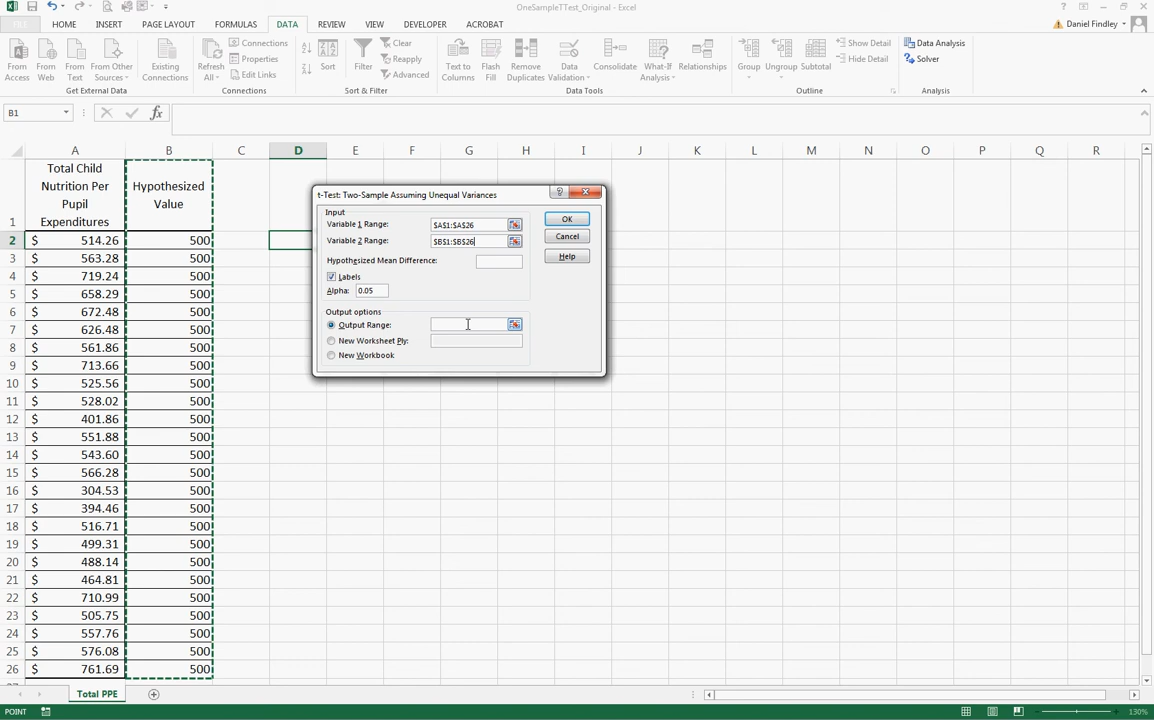 OneSampleTTest_Original - Excel
HOME INSERT PAGE LAYOUT FORMULAS DATA REVIEW VIEW DEVELOPER ACROBAT
Daniel Findley
From Access
From Web
From Text
From Other Sources
Existing Connections
Refresh All
Connections
Properties
Edit Links
Sort
Filter
Clear
Reapply
Advanced
Text to Columns
Flash Fill
Remove Duplicates
Data Validation
Consolidate
What-If Analysis
Relationships
Group
Ungroup
Subtotal
Show Detail
Hide Detail
Data Analysis
Solver
Get External Data
Connections
Sort & Filter
Data Tools
Outline
Analysis
B1
fx
A B C D E F G H I J K L M N O P Q R
1 Total Child Nutrition Per Pupil Expenditures Hypothesized Value
2 $ 514.26 500
3 $ 563.28 500
4 $ 719.24 500
5 $ 658.29 500
6 $ 672.48 500
7 $ 626.48 500
8 $ 561.86 500
9 $ 713.66 500
10 $ 525.56 500
11 $ 528.02 500
12 $ 401.86 500
13 $ 551.88 500
14 $ 543.60 500
15 $ 566.28 500
16 $ 304.53 500
17 $ 394.46 500
18 $ 516.71 500
19 $ 499.31 500
20 $ 488.14 500
21 $ 464.81 500
22 $ 710.99 500
23 $ 505.75 500
24 $ 557.76 500
25 $ 576.08 500
26 $ 761.69 500
t-Test: Two-Sample Assuming Unequal Variances
Input
Variable 1 Range: $A$1:$A$26
Variable 2 Range: $B$1:$B$26
Hypothesized Mean Difference:
Labels
Alpha: 0.05
Output options
Output Range:
New Worksheet Ply:
New Workbook
OK
Cancel
Help
Total PPE
POINT
130%